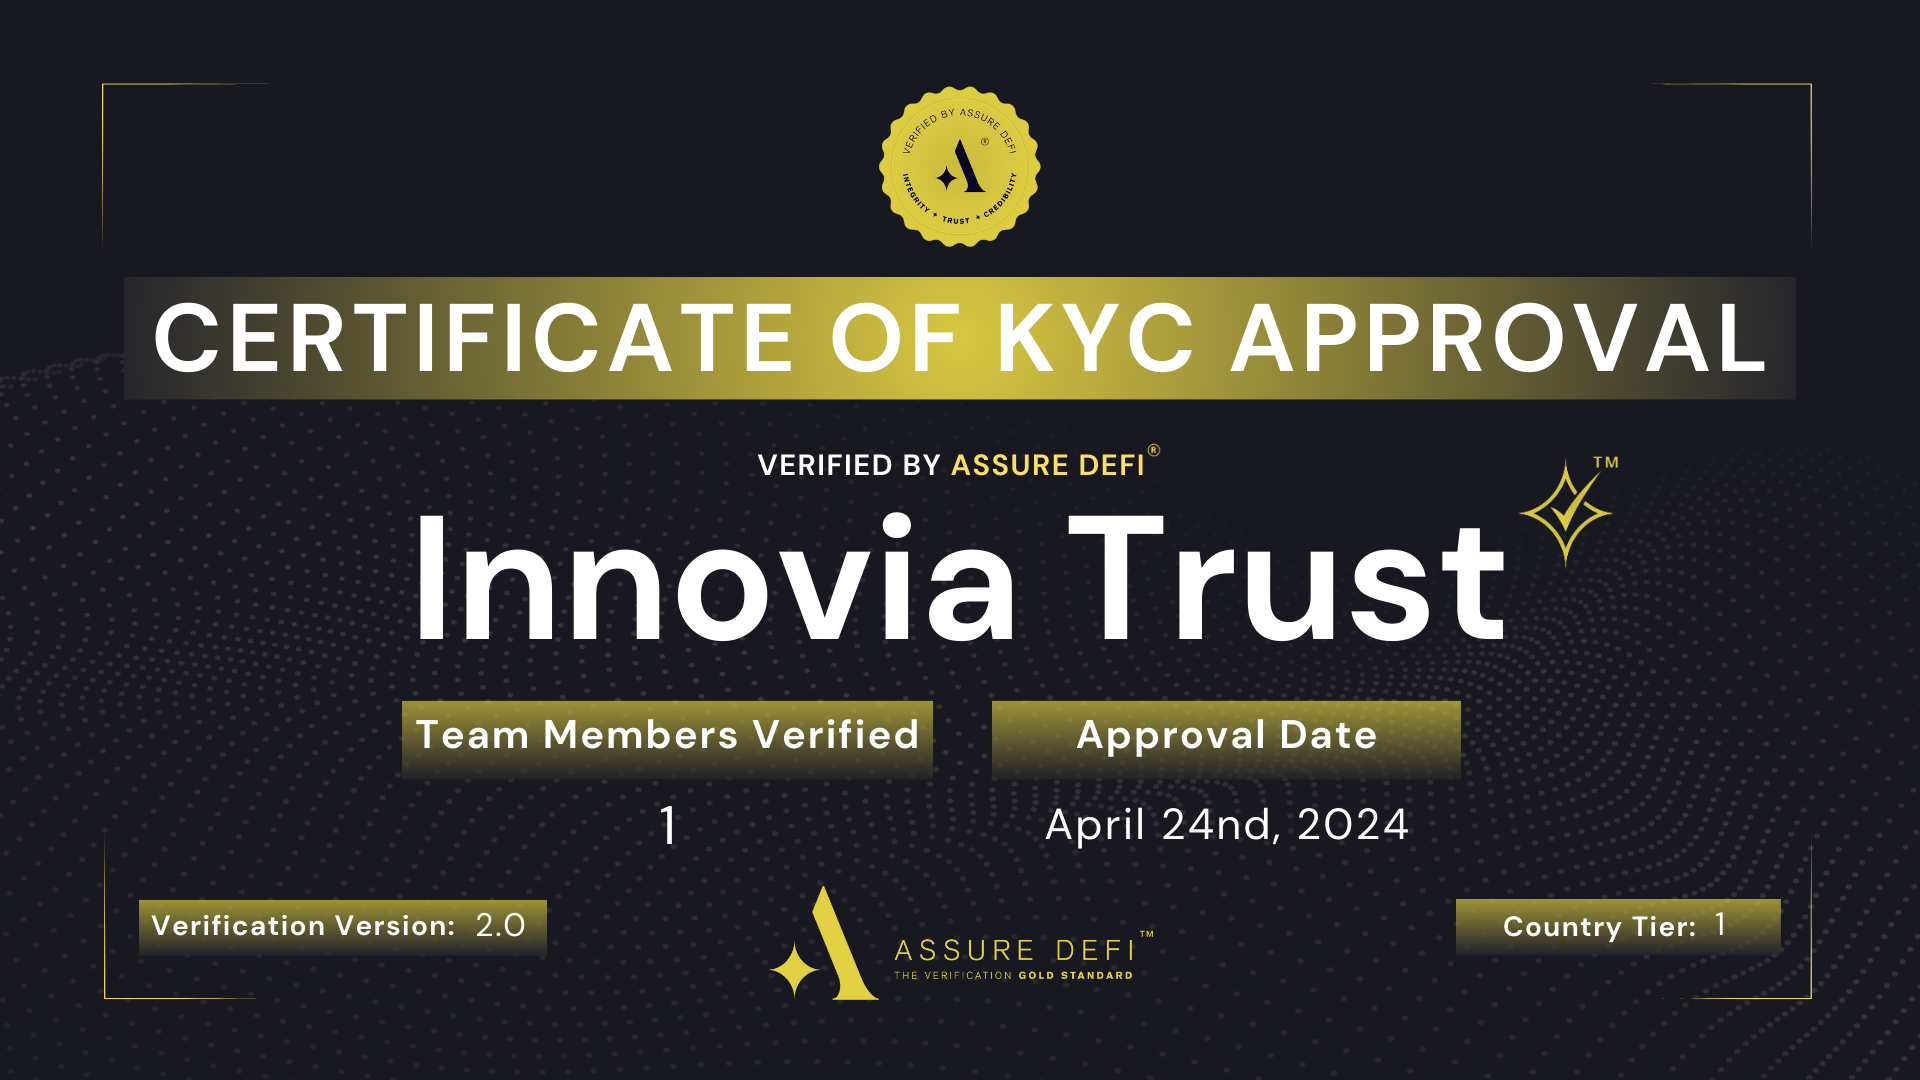 VERIFIED BY ASSURE DEFI
®
INTEGRITY ✦ TRUST ✦ CREDIBILITY
CERTIFICATE OF KYC APPROVAL
VERIFIED BY ASSURE DEFI®
Innovia Trust
TM
Team Members Verified
Approval Date
1
April 24nd, 2024
Verification Version: 2.0
ASSURE DEFI™
THE VERIFICATION GOLD STANDARD
Country Tier: 1